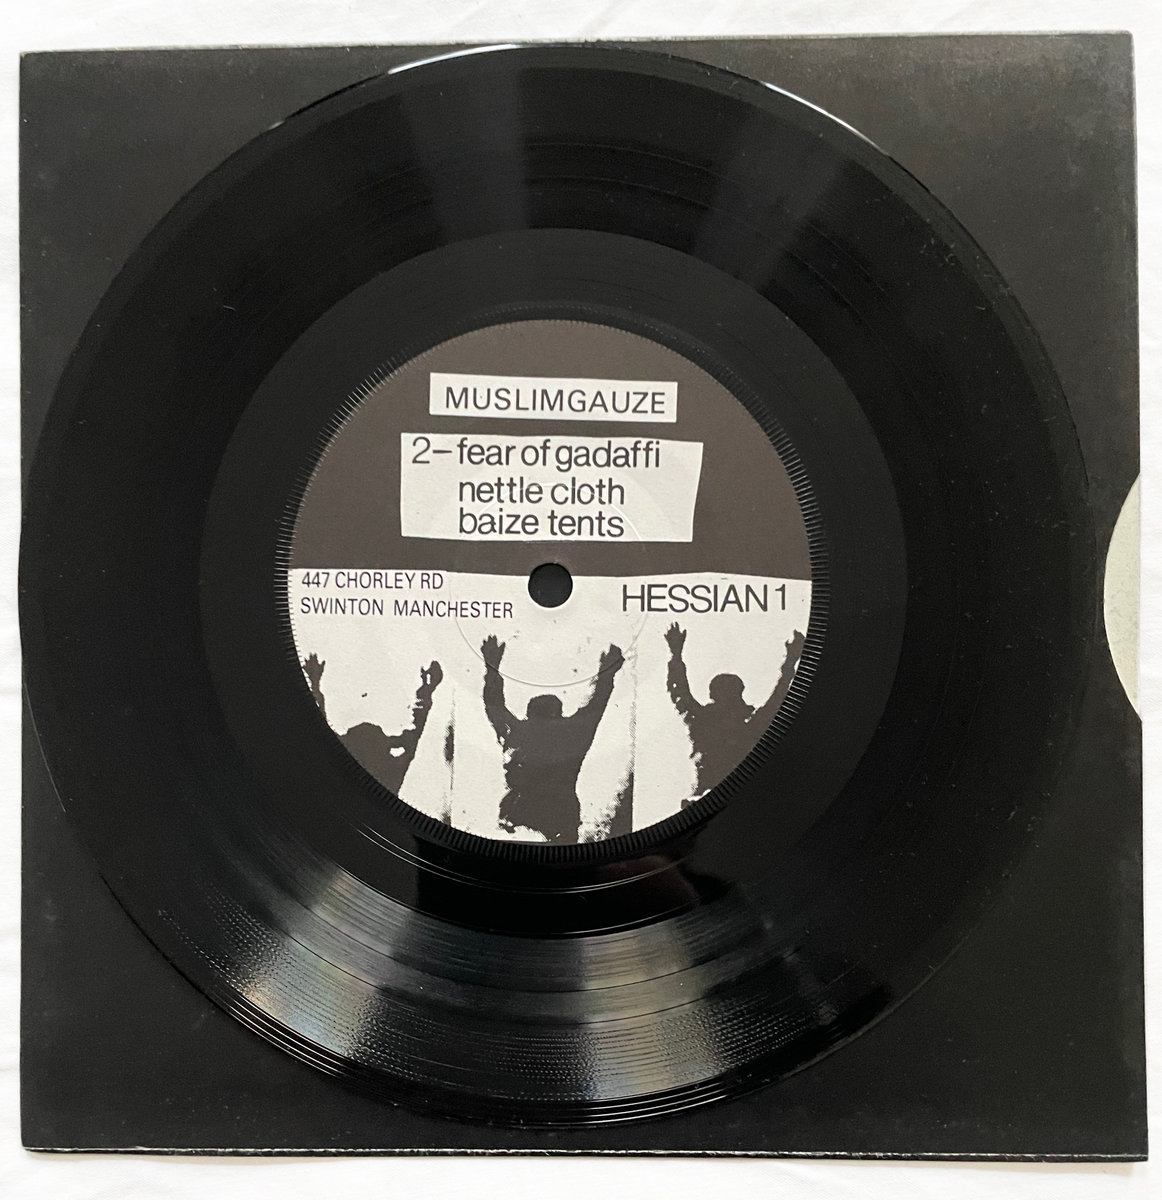 MUSLIMGAUZE
2-fear of gadaffi
nettle cloth
baize tents
447 CHORLEY RD
SWINTON MANCHESTER
HESSIAN 1